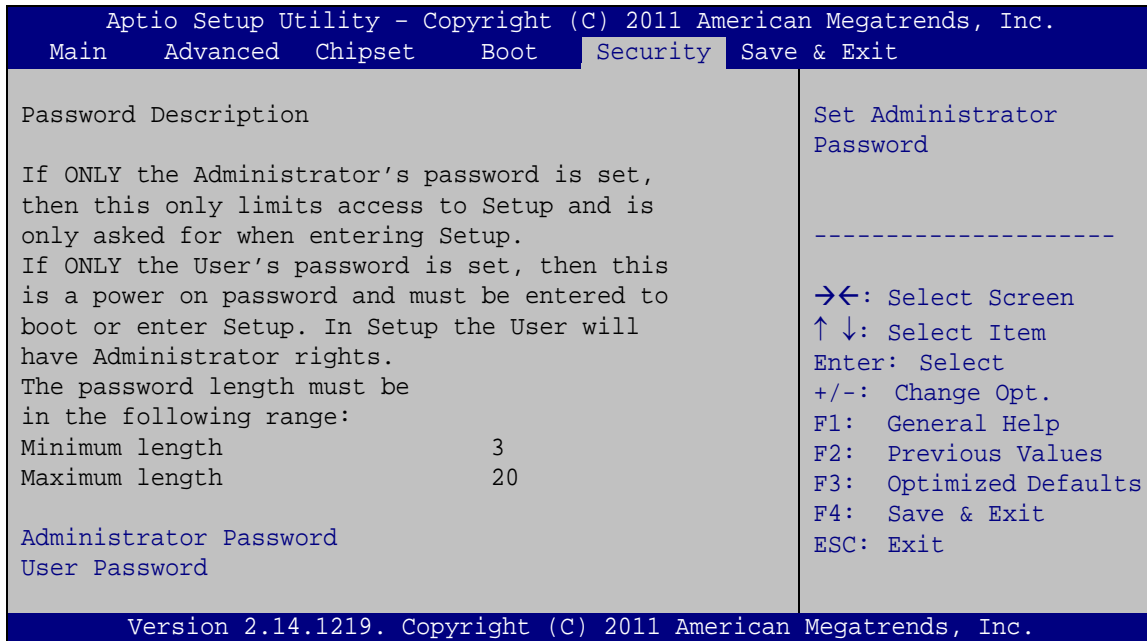 Aptio Setup Utility – Copyright (C) 2011 American Megatrends, Inc.
Main Advanced Chipset Boot Security Save & Exit
Password Description
If ONLY the Administrator’s password is set,
then this only limits access to Setup and is
only asked for when entering Setup.
If ONLY the User’s password is set, then this
is a power on password and must be entered to
boot or enter Setup. In Setup the User will
have Administrator rights.
The password length must be
in the following range:
Minimum length 3
Maximum length 20
Administrator Password
User Password
Set Administrator
Password
---------------------
→←: Select Screen
↑ ↓: Select Item
Enter: Select
+/-: Change Opt.
F1: General Help
F2: Previous Values
F3: Optimized Defaults
F4: Save & Exit
ESC: Exit
Version 2.14.1219. Copyright (C) 2011 American Megatrends, Inc.